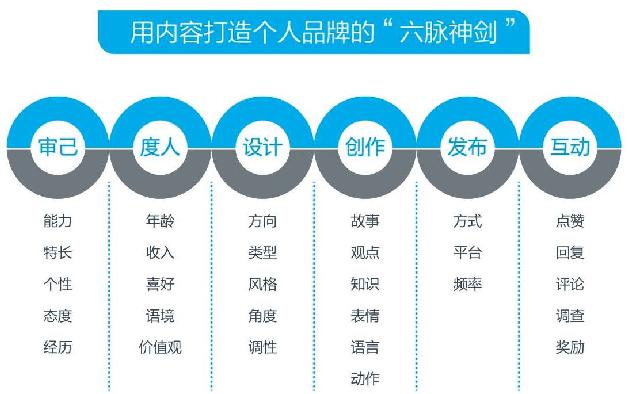 用内容打造个人品牌的“六脉神剑”
审己
度人
设计
创作
发布
互动
能力
特长
个性
态度
经历
年龄
收入
喜好
语境
价值观
方向
类型
风格
角度
调性
故事
观点
知识
表情
语言
动作
方式
平台
频率
点赞
回复
评论
调查
奖励